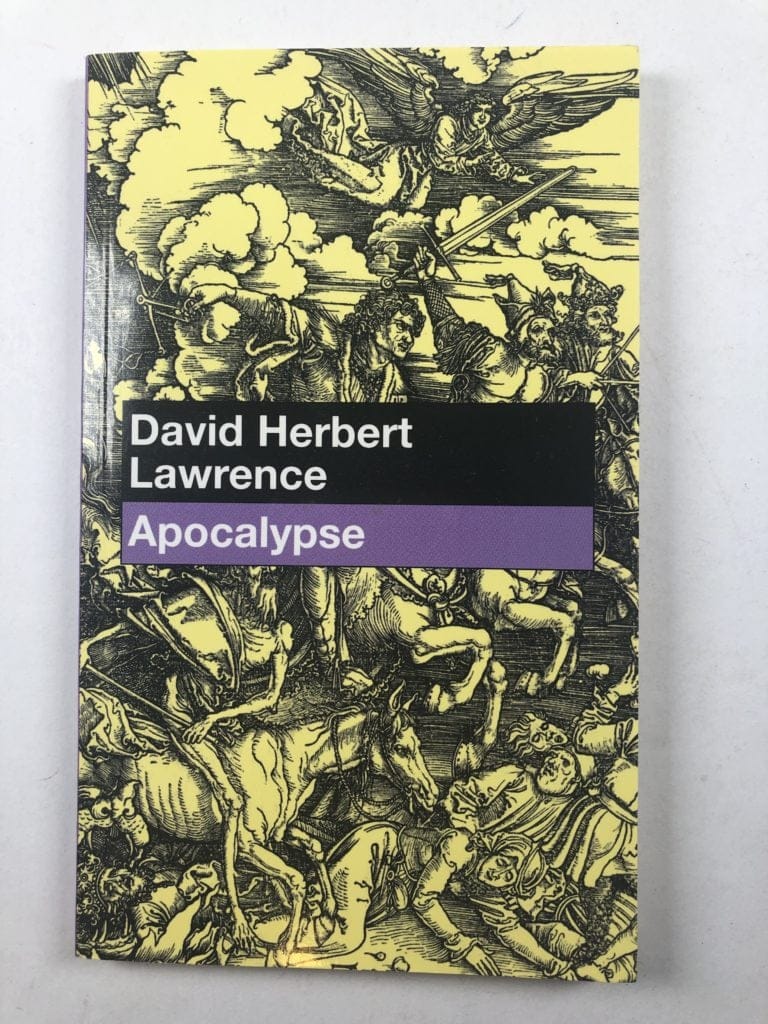 David Herbert
Lawrence
Apocalypse